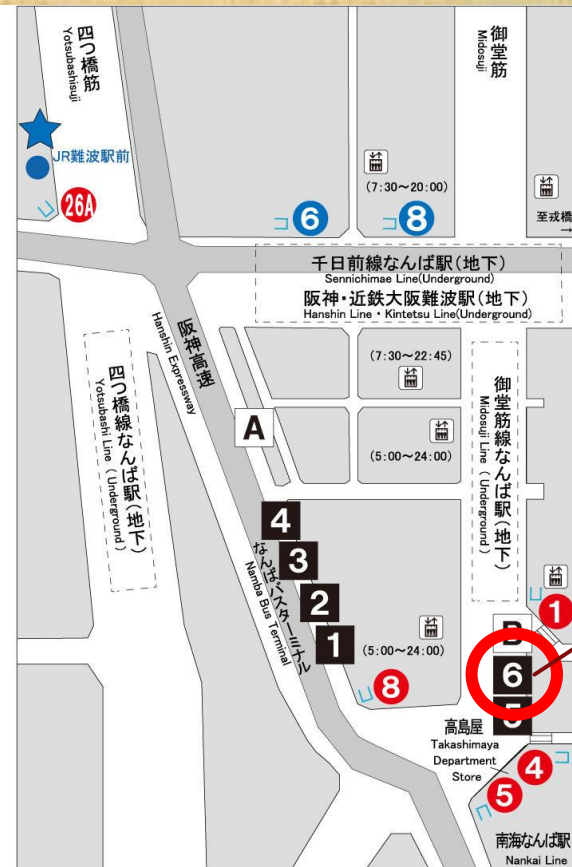 四つ橋筋
Yotsubashisuji
御堂筋
Midosuji
JR難波駅前
26A
(7:30～20:00)
6
8
至戎橋
→
千日前線なんば駅(地下)
Sennichimae Line(Underground)
阪神・近鉄大阪難波駅(地下)
Hanshin Line・Kintetsu Line(Underground)
阪神高速
Hanshin Expressway
(7:30～22:45)
四つ橋線なんば駅(地下)
Yotsubashi Line (Underground)
御堂筋線なんば駅(地下)
Midosuji Line (Underground)
A
(5:00～24:00)
4
3
2
1
なんばバスターミナル
Namba Bus Terminal
(5:00～24:00)
8
1
B
6
5
高島屋
Takashimaya
Department
Store
4
5
南海なんば駅
Nankai Line